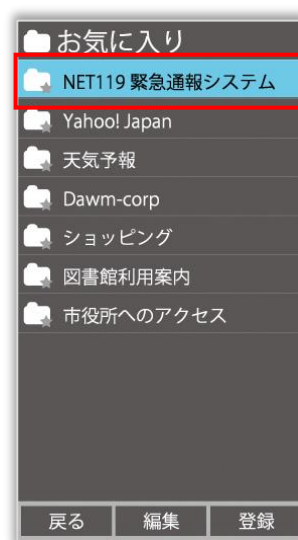 お気に入り
NET119 緊急通報システム
Yahoo! Japan
天気予報
Dawm-corp
ショッピング
図書館利用案内
市役所へのアクセス
戻る 編集 登録